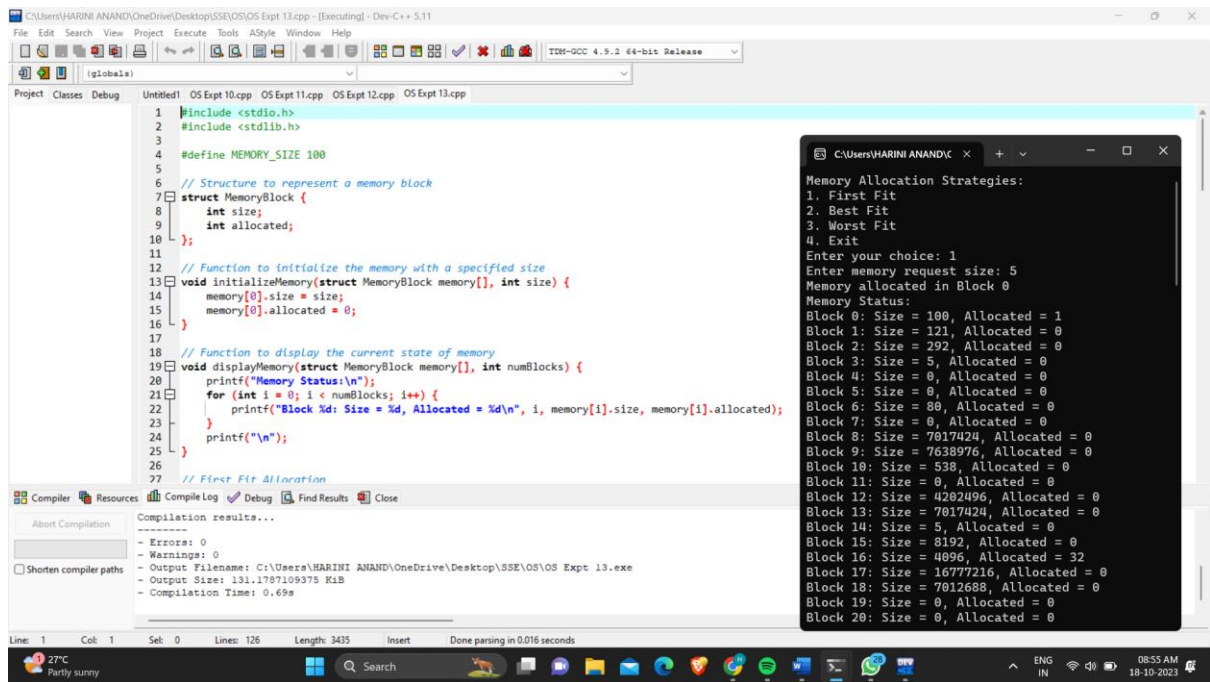 C:\Users\HARINI ANAND\OneDrive\Desktop\SSE\OS\OS Expt 13.cpp - [Executing] - Dev-C++ 5.11
File Edit Search View Project Execute Tools AStyle Window Help
TDM-GCC 4.9.2 64-bit Release
(globals)
Project Classes Debug
Untitled1 OS Expt 10.cpp OS Expt 11.cpp OS Expt 12.cpp OS Expt 13.cpp
1 #include <stdio.h>
2 #include <stdlib.h>
3
4 #define MEMORY_SIZE 100
5
6 // Structure to represent a memory block
7 struct MemoryBlock {
8 int size;
9 int allocated;
10 };
11
12 // Function to initialize the memory with a specified size
13 void initializeMemory(struct MemoryBlock memory[], int size) {
14 memory[0].size = size;
15 memory[0].allocated = 0;
16 }
17
18 // Function to display the current state of memory
19 void displayMemory(struct MemoryBlock memory[], int numBlocks) {
20 printf("Memory Status:\n");
21 for (int i = 0; i < numBlocks; i++) {
22 printf("Block %d: Size = %d, Allocated = %d\n", i, memory[i].size, memory[i].allocated);
23 }
24 printf("\n");
25 }
26
27 // First Fit Allocation
C:\Users\HARINI ANAND\C
Memory Allocation Strategies:
1. First Fit
2. Best Fit
3. Worst Fit
4. Exit
Enter your choice: 1
Enter memory request size: 5
Memory allocated in Block 0
Memory Status:
Block 0: Size = 100, Allocated = 1
Block 1: Size = 121, Allocated = 0
Block 2: Size = 292, Allocated = 0
Block 3: Size = 5, Allocated = 0
Block 4: Size = 0, Allocated = 0
Block 5: Size = 0, Allocated = 0
Block 6: Size = 80, Allocated = 0
Block 7: Size = 0, Allocated = 0
Block 8: Size = 7017424, Allocated = 0
Block 9: Size = 7638976, Allocated = 0
Block 10: Size = 538, Allocated = 0
Block 11: Size = 0, Allocated = 0
Block 12: Size = 4202496, Allocated = 0
Block 13: Size = 7017424, Allocated = 0
Block 14: Size = 5, Allocated = 0
Block 15: Size = 8192, Allocated = 0
Block 16: Size = 4096, Allocated = 32
Block 17: Size = 16777216, Allocated = 0
Block 18: Size = 7012688, Allocated = 0
Block 19: Size = 0, Allocated = 0
Block 20: Size = 0, Allocated = 0
Compiler Resources Compile Log Debug Find Results Close
Abort Compilation
Shorten compiler paths
Compilation results...
--------
- Errors: 0
- Warnings: 0
- Output Filename: C:\Users\HARINI ANAND\OneDrive\Desktop\SSE\OS\OS Expt 13.exe
- Output Size: 131.1787109375 KiB
- Compilation Time: 0.69s
Line: 1 Col: 1 Sel: 0 Lines: 126 Length: 3435 Insert Done parsing in 0.016 seconds
1
27°C
Partly sunny
Search
ENG
IN
08:55 AM
18-10-2023